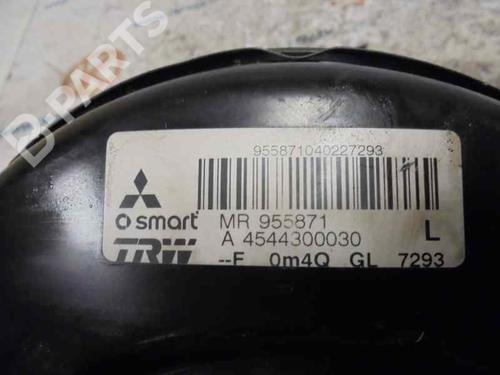 B-PARTS
955871040227293
smart
MR 955871
A 4544300030
L
TRW
--F 0m4Q GL 7293